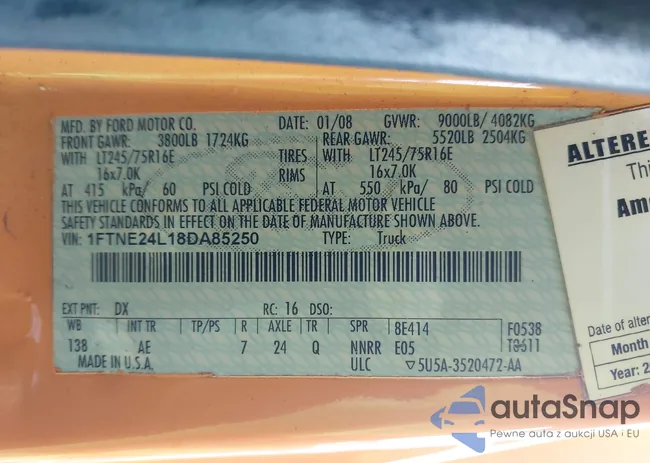 MFD. BY FORD MOTOR CO.
DATE: 01/08 GVWR: 9000LB/ 4082KG
FRONT GAWR: 3800LB 1724KG
REAR GAWR: 5520LB 2504KG
WITH LT245/75R16E TIRES WITH LT245/75R16E
16x7.0K RIMS 16x7.0K
AT 415 kPa/ 60 PSI COLD AT 550 kPa/ 80 PSI COLD
THIS VEHICLE CONFORMS TO ALL APPLICABLE FEDERAL MOTOR VEHICLE
SAFETY STANDARDS IN EFFECT ON THE DATE OF MANUFACTURE SHOWN ABOVE.
VIN: 1FTNE24L18DA85250 TYPE: Truck
EXT PNT: DX RC: 16 DSO:
WB INT TR TP/PS R AXLE TR SPR 8E414 F0538
138 AE 7 24 Q NNRR E05
MADE IN U.S.A. ULC ▽5U5A-3520472-AA
ALTERE
Thi
Am
Date of alter
Month
Year: 2
autaSnap
Pewne auta z aukcji USA i EU